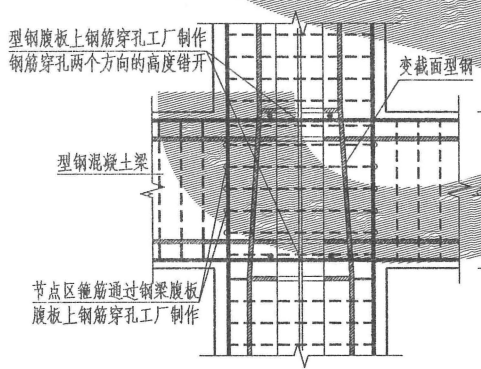 型钢腹板上钢筋穿孔工厂制作
钢筋穿孔两个方向的高度错开
变截面型钢
型钢混凝土梁
节点区箍筋通过钢梁腹板
腹板上钢筋穿孔工厂制作